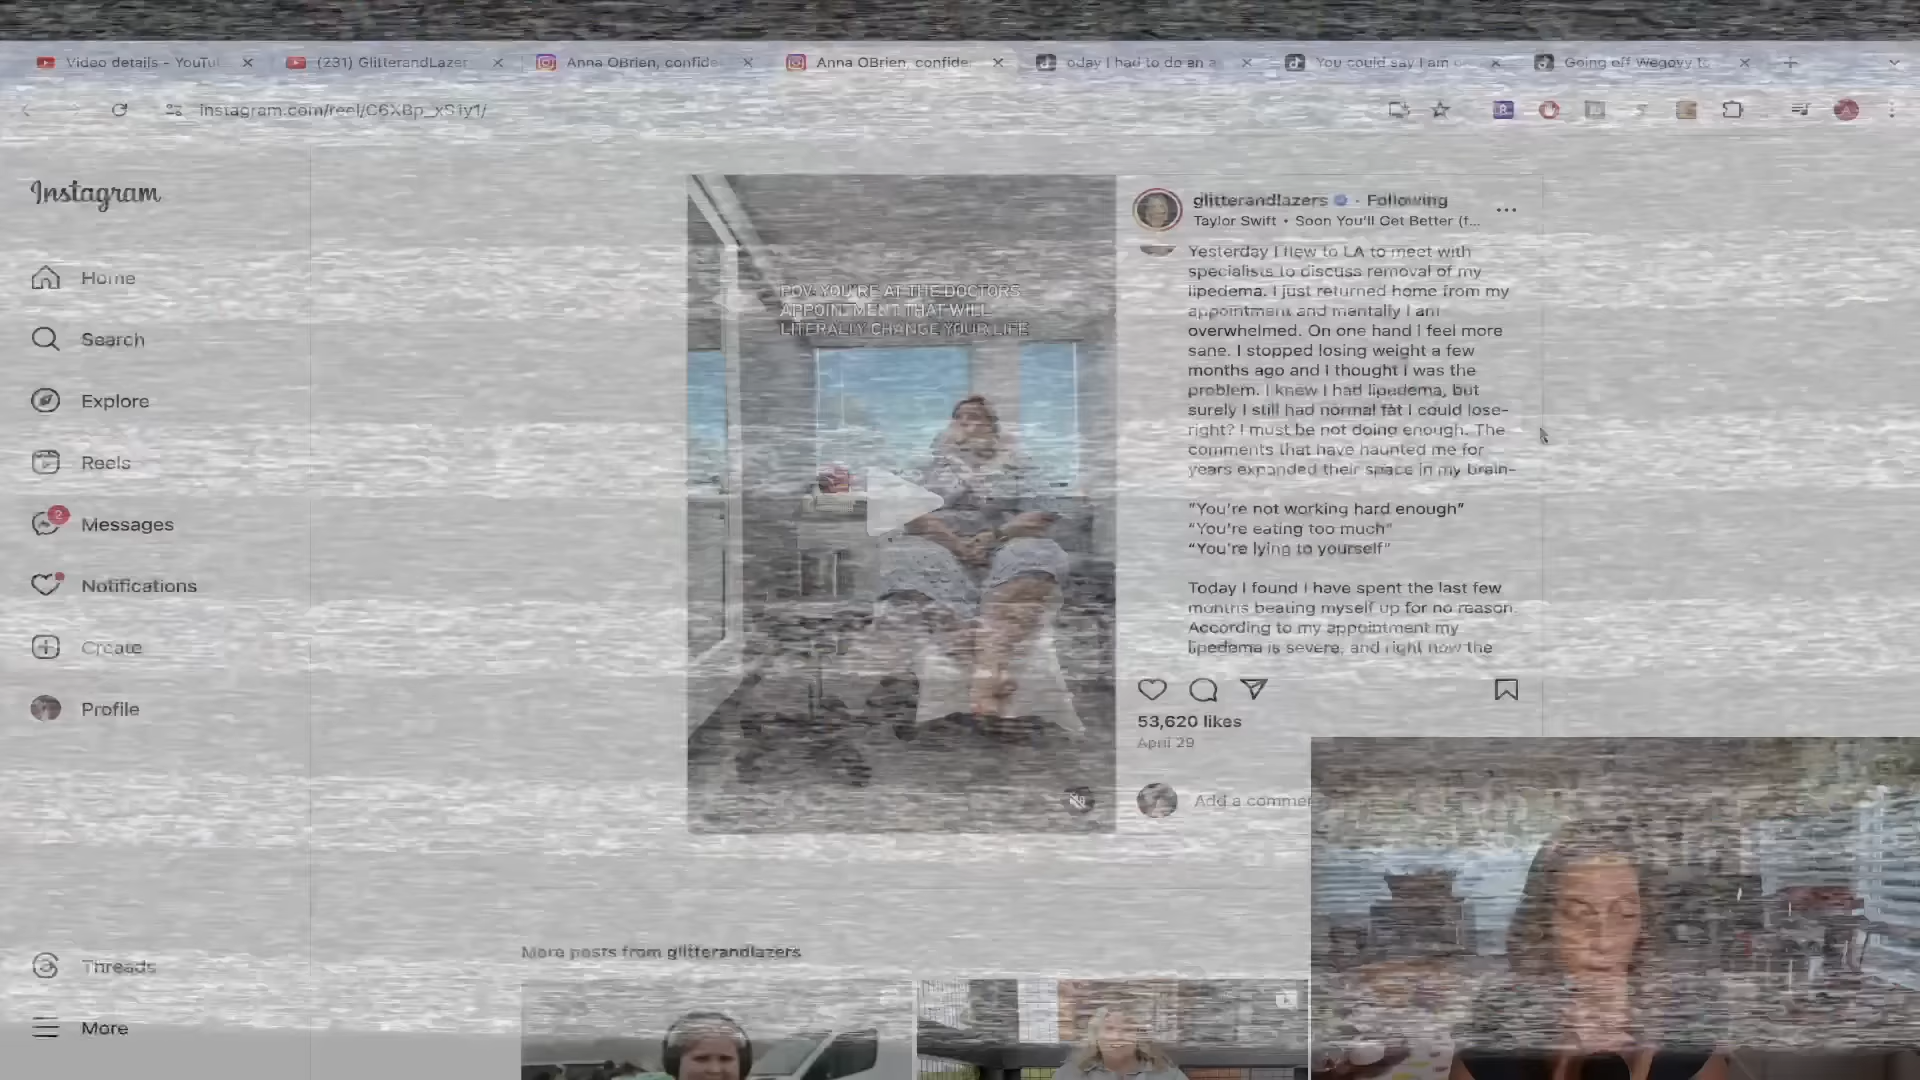 Video details - YouTu
(231) GlitterandLazer
Anna OBrien, confide
Anna OBrien, confide
oday I had to do an a
You could say I am o
Going off Wegovy to
instagram.com/reel/C6XBp_xS1y1/
Instagram
Home
Search
Explore
Reels
2
Messages
Notifications
Create
Profile
Threads
More
POV: YOU'RE AT THE DOCTORS
APPOINTMENT THAT WILL
LITERALLY CHANGE YOUR LIFE
glitterandlazers · Following
Taylor Swift • Soon You'll Get Better (f...
Yesterday I flew to LA to meet with
specialists to discuss removal of my
lipedema. I just returned home from my
appointment and mentally I am
overwhelmed. On one hand I feel more
sane. I stopped losing weight a few
months ago and I thought I was the
problem. I knew I had lipedema, but
surely I still had normal fat I could lose-
right? I must be not doing enough. The
comments that have haunted me for
years expanded their space in my brain-
"You're not working hard enough"
"You're eating too much"
"You're lying to yourself"
Today I found I have spent the last few
months beating myself up for no reason.
According to my appointment my
lipedema is severe, and right now the
53,620 likes
April 29
Add a commen
More posts from glitterandlazers